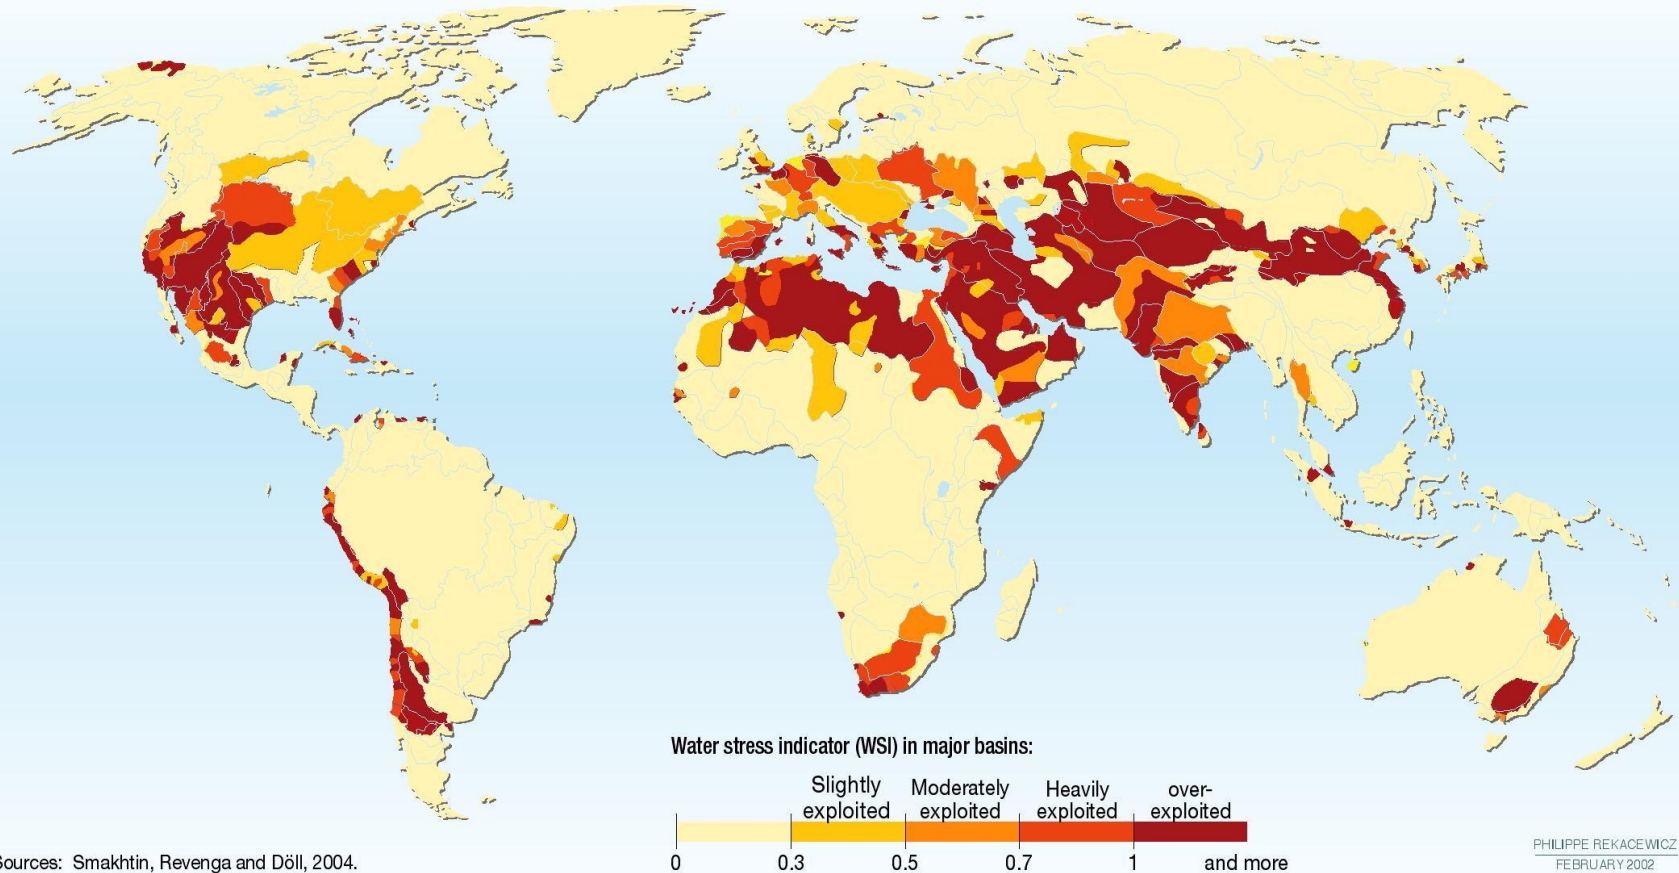 Water stress indicator (WSI) in major basins:
Slightly exploited
Moderately exploited
Heavily exploited
over-exploited
0 0.3 0.5 0.7 1 and more
ources: Smakhtin, Revenga and Döll, 2004.
PHILIPPE REKACEWICZ
FEBRUARY 2002